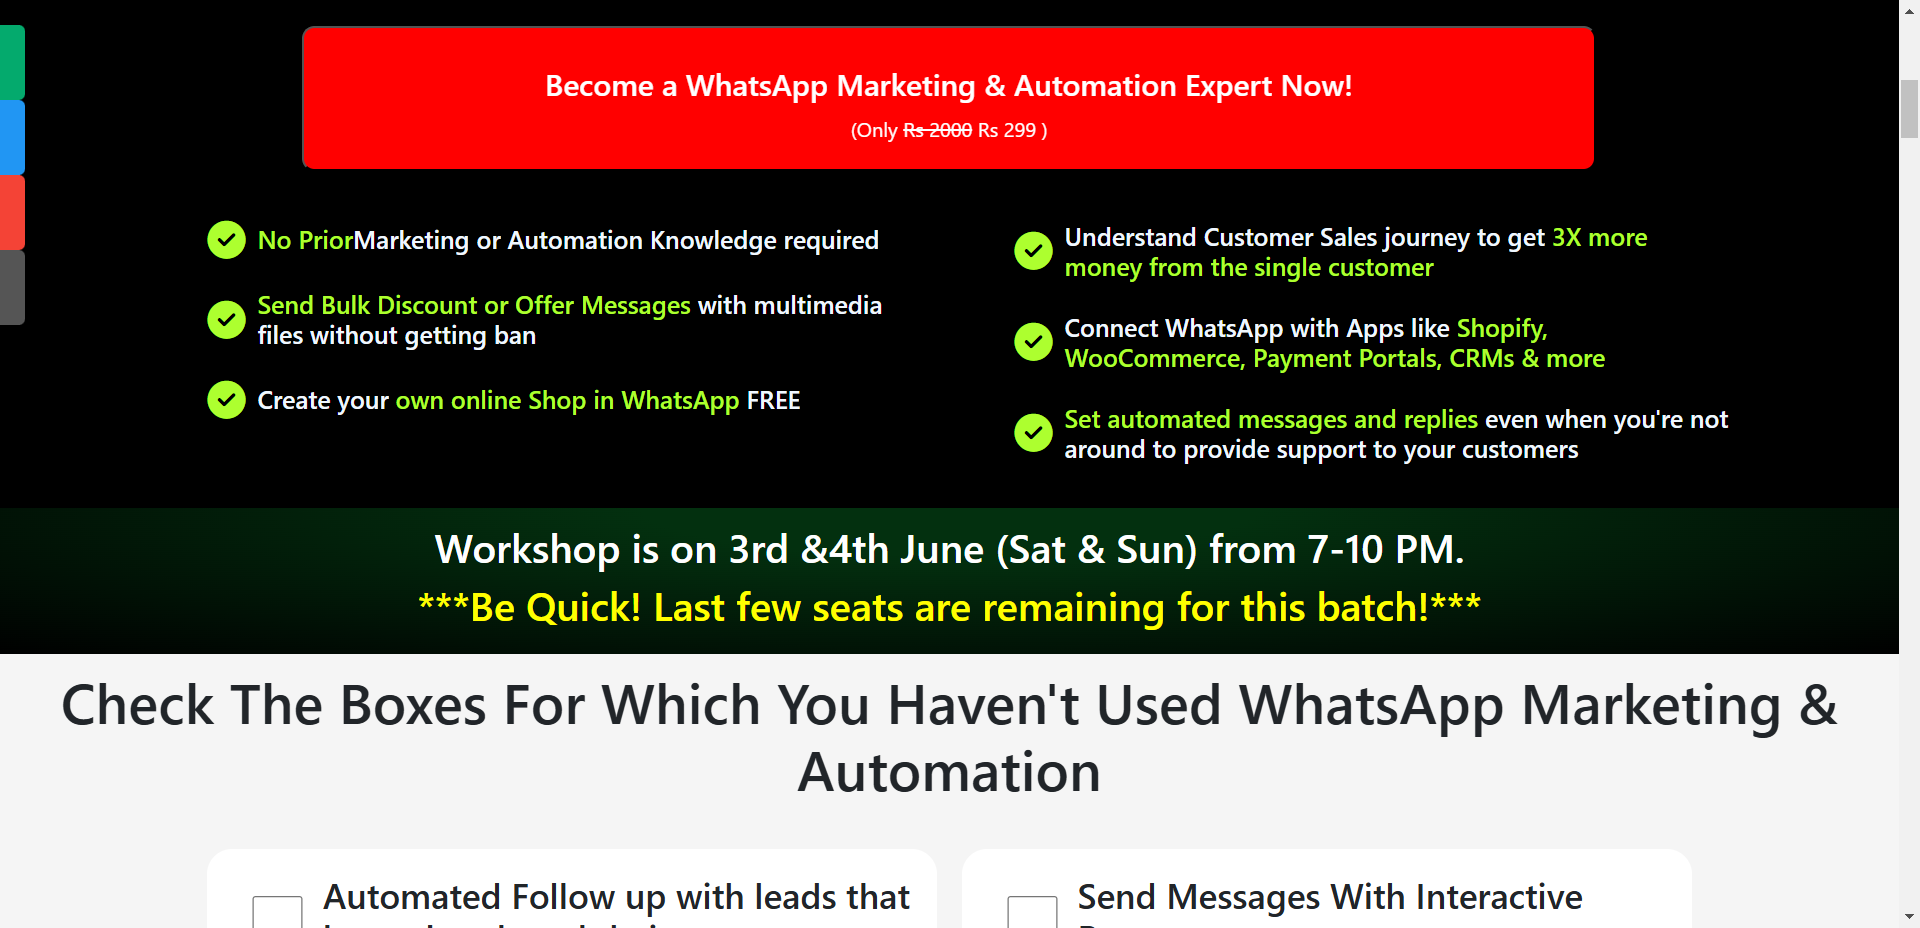 Become a WhatsApp Marketing & Automation Expert Now!
(Only Rs 2000 Rs 299 )
No PriorMarketing or Automation Knowledge required
Send Bulk Discount or Offer Messages with multimedia
files without getting ban
Create your own online Shop in WhatsApp FREE
Understand Customer Sales journey to get 3X more
money from the single customer
Connect WhatsApp with Apps like Shopify,
WooCommerce, Payment Portals, CRMs & more
Set automated messages and replies even when you're not
around to provide support to your customers
Workshop is on 3rd &4th June (Sat & Sun) from 7-10 PM.
***Be Quick! Last few seats are remaining for this batch!***
Check The Boxes For Which You Haven't Used WhatsApp Marketing &
Automation
Automated Follow up with leads that
Send Messages With Interactive